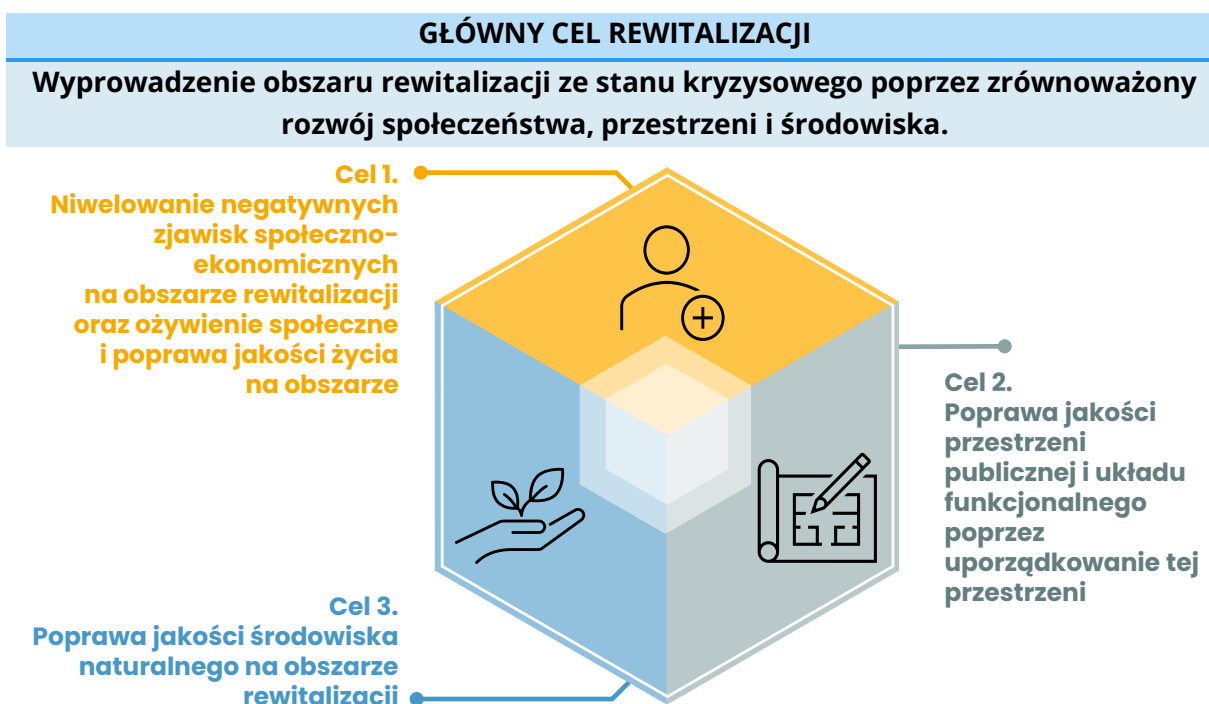 GŁÓWNY CEL REWITALIZACJI
Wyprowadzenie obszaru rewitalizacji ze stanu kryzysowego poprzez zrównoważony
rozwój społeczeństwa, przestrzeni i środowiska.
Cel 1.
Niwelowanie negatywnych
zjawisk społeczno-
ekonomicznych
na obszarze rewitalizacji
oraz ożywienie społeczne
i poprawa jakości życia
na obszarze
Cel 2.
Poprawa jakości
przestrzeni
publicznej i układu
funkcjonalnego
poprzez
uporządkowanie tej
przestrzeni
Cel 3.
Poprawa jakości środowiska
naturalnego na obszarze
rewitalizacji